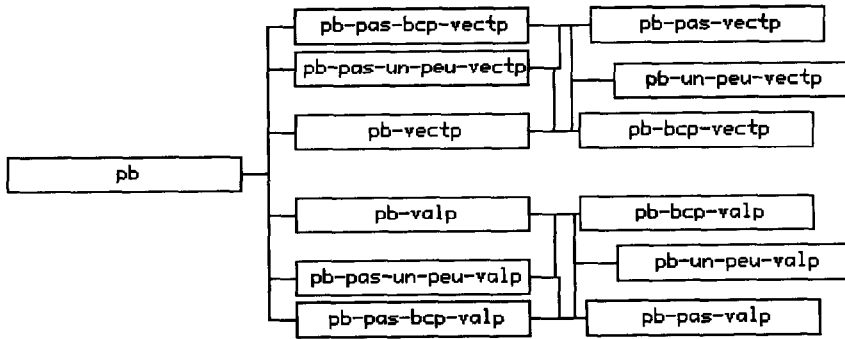 pb-pas-bcp-vectp
pb-pas-vectp
pb-pas-un-peu-vectp
pb-un-peu-vectp
pb-vectp
pb-bcp-vectp
pb
pb-valp
pb-bcp-valp
pb-un-peu-valp
pb-pas-un-peu-valp
pb-pas-bcp-valp
pb-pas-valp